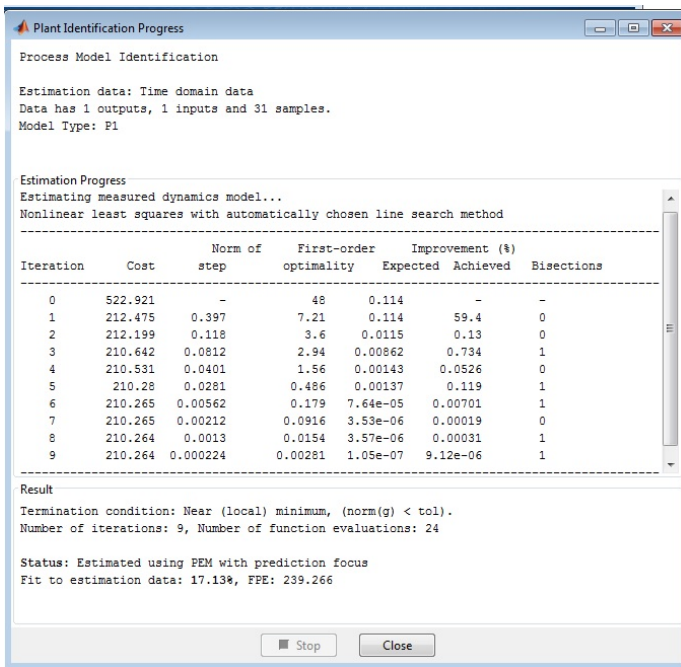 Plant Identification Progress
Process Model Identification
Estimation data: Time domain data
Data has 1 outputs, 1 inputs and 31 samples.
Model Type: P1
Estimation Progress
Estimating measured dynamics model...
Nonlinear least squares with automatically chosen line search method
--------------------------------------------------------------------------------
Norm of First-order Improvement (%)
Iteration Cost step optimality Expected Achieved Bisections
--------------------------------------------------------------------------------
0 522.921 - 48 0.114 - -
1 212.475 0.397 7.21 0.114 59.4 0
2 212.199 0.118 3.6 0.0115 0.13 0
3 210.642 0.0812 2.94 0.00862 0.734 1
4 210.531 0.0401 1.56 0.00143 0.0526 0
5 210.28 0.0281 0.486 0.00137 0.119 1
6 210.265 0.00562 0.179 7.64e-05 0.00701 1
7 210.265 0.00212 0.0916 3.53e-06 0.00019 0
8 210.264 0.0013 0.0154 3.57e-06 0.00031 1
9 210.264 0.000224 0.00281 1.05e-07 9.12e-06 1
--------------------------------------------------------------------------------
Result
Termination condition: Near (local) minimum, (norm(g) < tol).
Number of iterations: 9, Number of function evaluations: 24
Status: Estimated using PEM with prediction focus
Fit to estimation data: 17.13%, FPE: 239.266
Stop Close